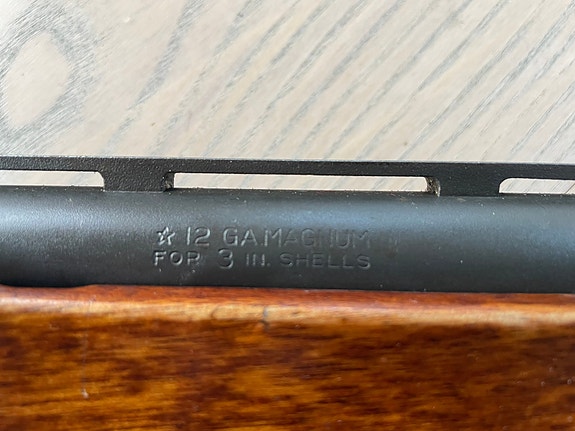 ☆ 12 GA MAGNUM
FOR 3 IN. SHELLS